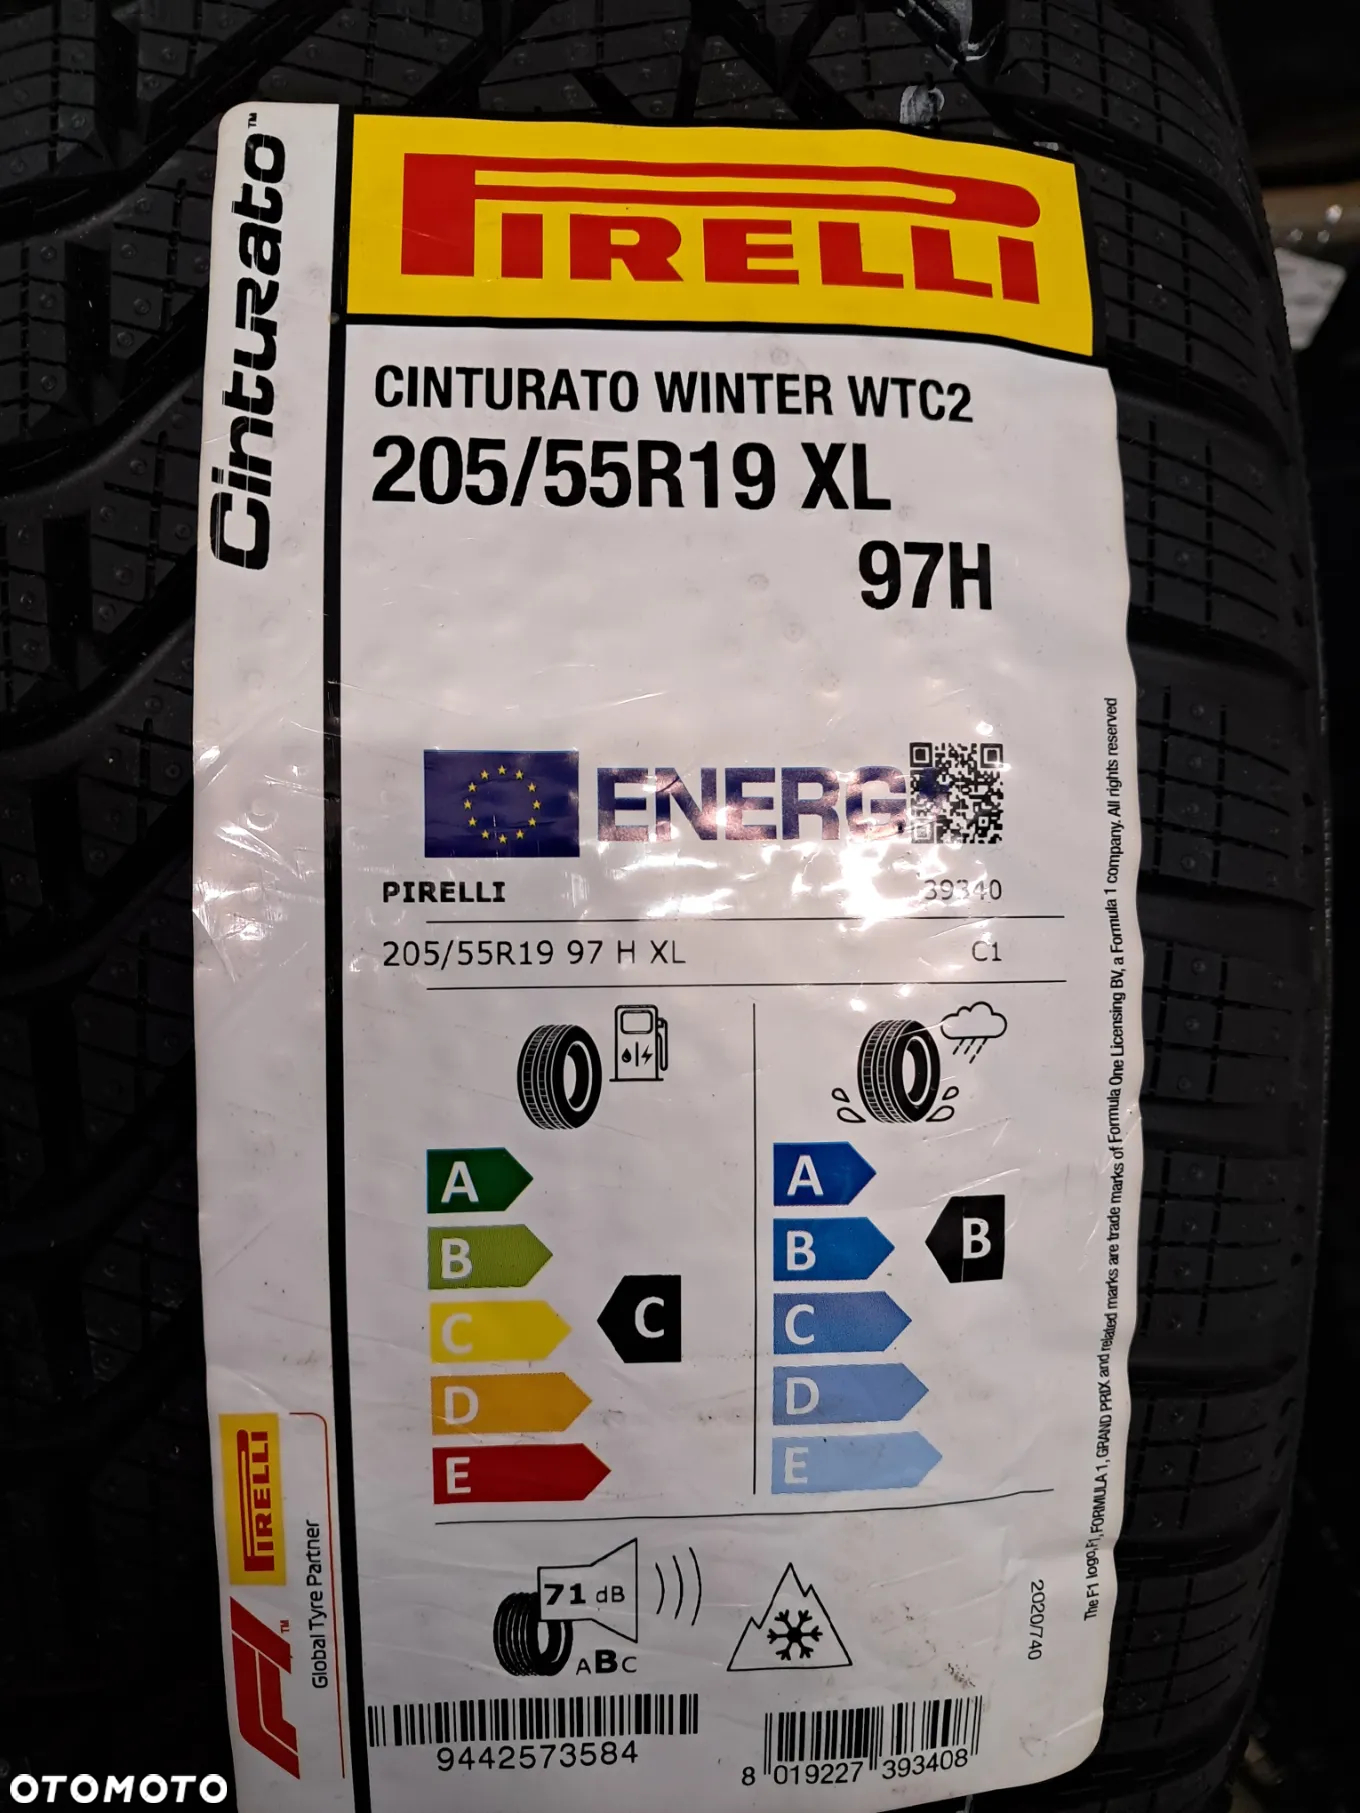 Cinturato™
PIRELLI
CINTURATO WINTER WTC2
205/55R19 XL
97H
ENERG
PIRELLI 39340
205/55R19 97 H XL C1
A
B
C
D
E
C
A
B
C
D
E
B
71 dB
ABC
2020/740
9442573584
8 019227 393408
PIRELLI
F1™
Global Tyre Partner
The F1 logo, F1, FORMULA 1, GRAND PRIX and related marks are trade marks of Formula One Licensing BV, a Formula 1 company. All rights reserved
OTOMOTO